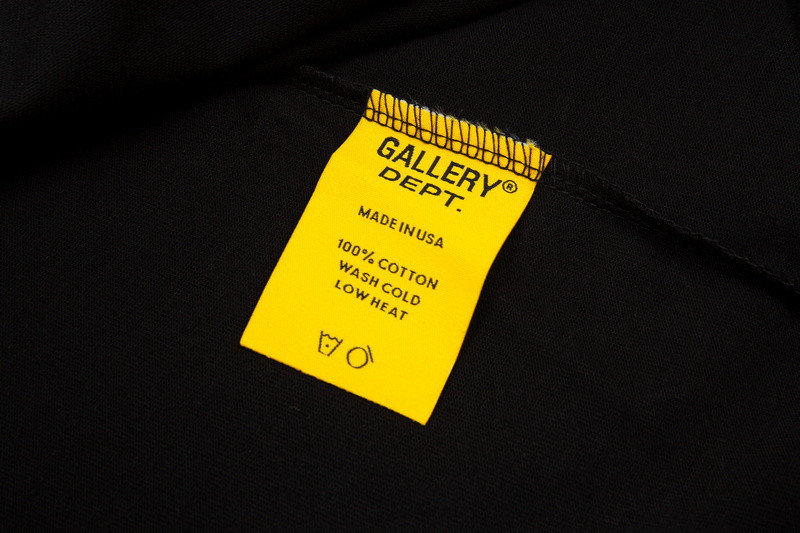 GALLERY®
DEPT.
MADE IN USA
100% COTTON
WASH COLD
LOW HEAT